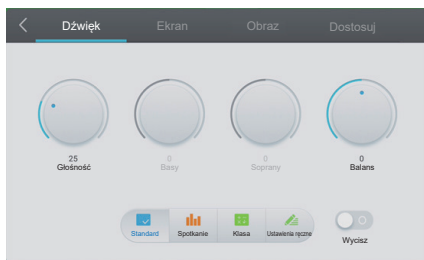 Dźwięk Ekran Obraz Dostosuj
25 0 0 0
Głośność Basy Soprany Balans
Standard Spotkanie Klasa Ustawienia ręczne
Wycisz